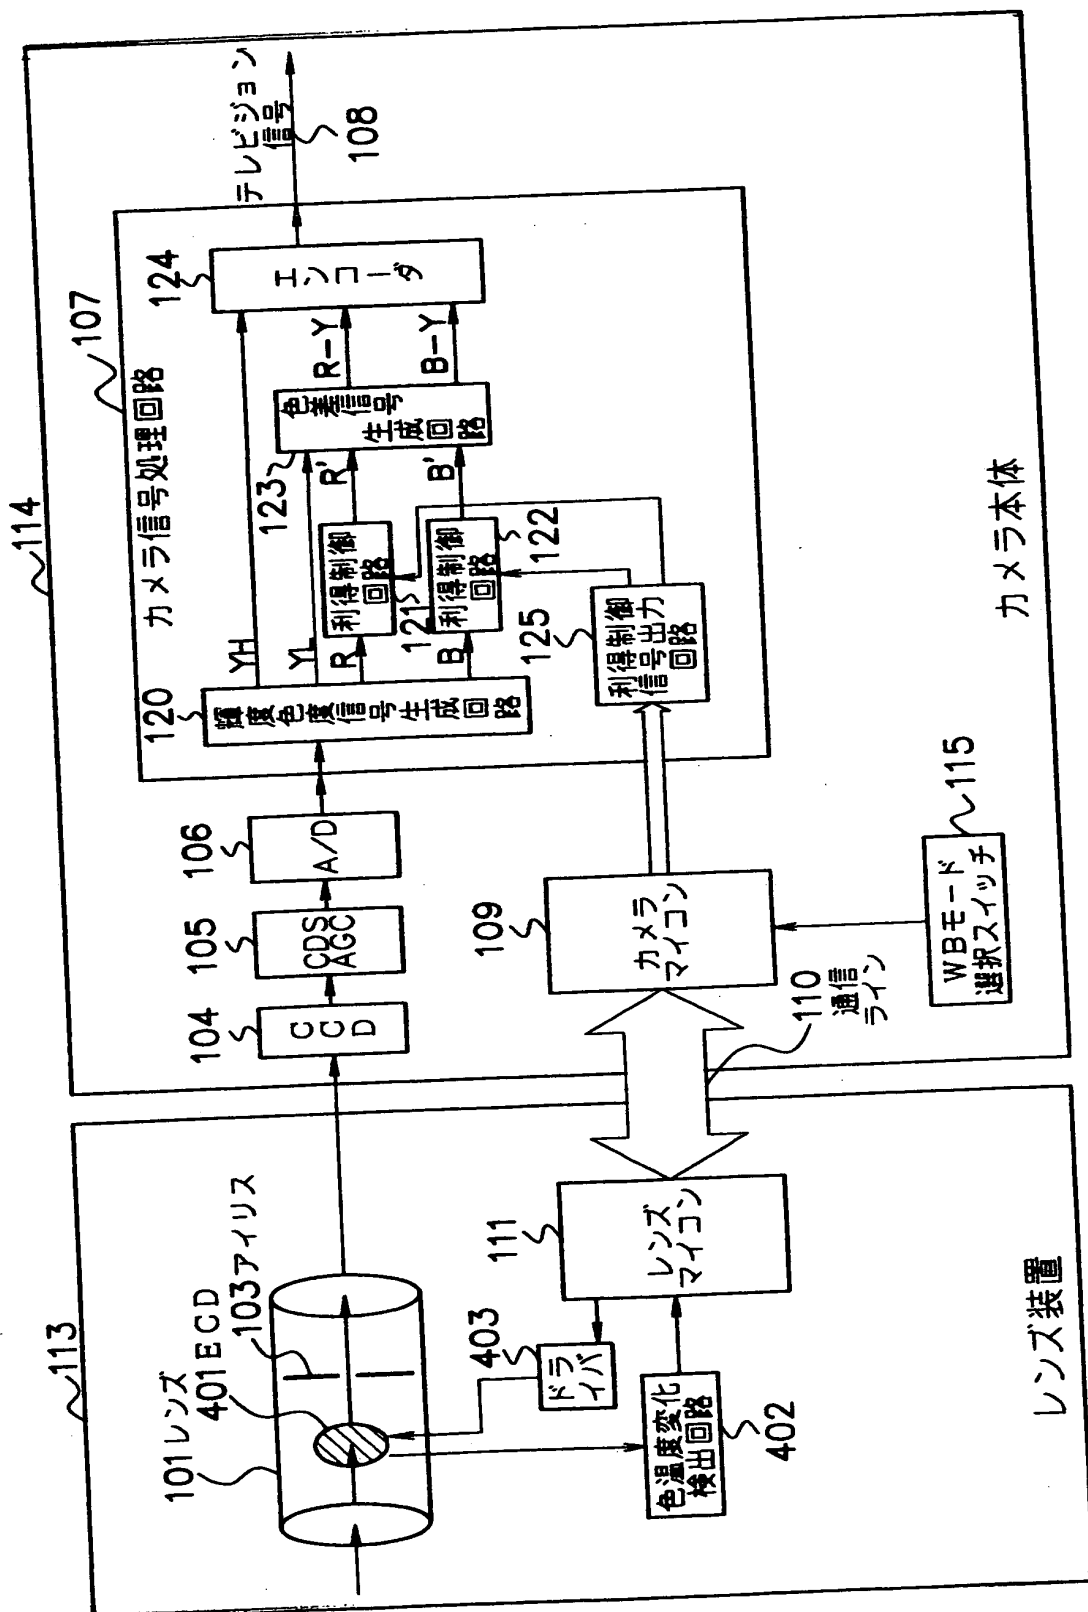 114
107
カメラ信号処理回路
テレビジョン
信号
108
124
エンコーダ
R−Y
B−Y
123
色差信号
生成回路
R'
B'
利得制御
回路
121
利得制御
回路
122
YH
YL
R
B
120
輝度色度信号生成回路
125
利得制御
信号出力
回路
106
A/D
105
CDS
AGC
104
CCD
109
カメラ
マイコン
110
通信
ライン
115
WBモード
選択スイッチ
カメラ本体
113
101レンズ
401ECD
103アイリス
111
レンズ
マイコン
403
ドラ
イバ
402
色温度変化
検出回路
レンズ装置